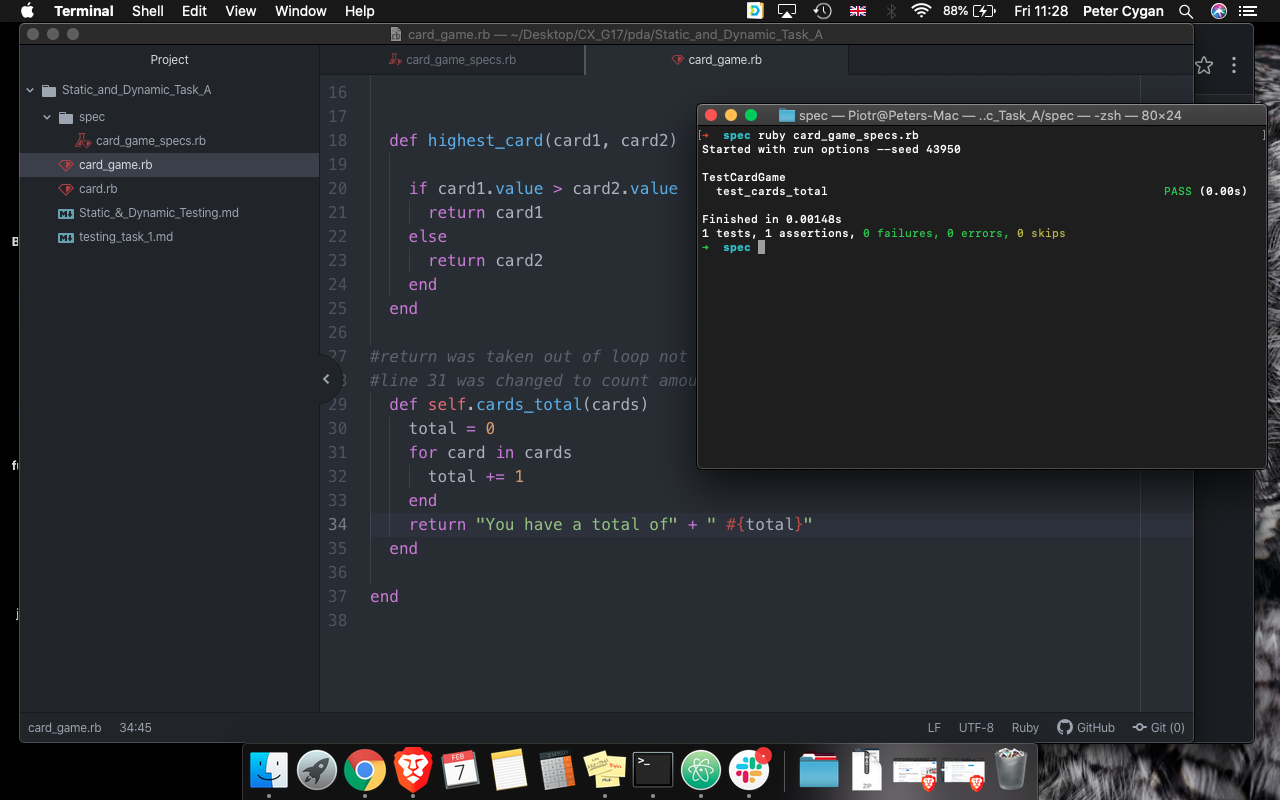 Terminal Shell Edit View Window Help 88% Fri 11:28 Peter Cygan
card_game.rb — ~/Desktop/CX_G17/pda/Static_and_Dynamic_Task_A
Project
card_game_specs.rb
card_game.rb
Static_and_Dynamic_Task_A
spec
card_game_specs.rb
card_game.rb
card.rb
Static_&_Dynamic_Testing.md
testing_task_1.md
16
17
18 def highest_card(card1, card2)
19
20 if card1.value > card2.value
21 return card1
22 else
23 return card2
24 end
25 end
26
27 #return was taken out of loop not
#line 31 was changed to count amou
29 def self.cards_total(cards)
30 total = 0
31 for card in cards
32 total += 1
33 end
34 return "You have a total of" + " #{total}"
35 end
36
37 end
38
spec — Piotr@Peters-Mac — ..c_Task_A/spec — -zsh — 80×24
[➜ spec ruby card_game_specs.rb ]
Started with run options --seed 43950
TestCardGame
test_cards_total PASS (0.00s)
Finished in 0.00148s
1 tests, 1 assertions, 0 failures, 0 errors, 0 skips
➜ spec
card_game.rb 34:45 LF UTF-8 Ruby GitHub Git (0)
FEB
7
>_
ZIP